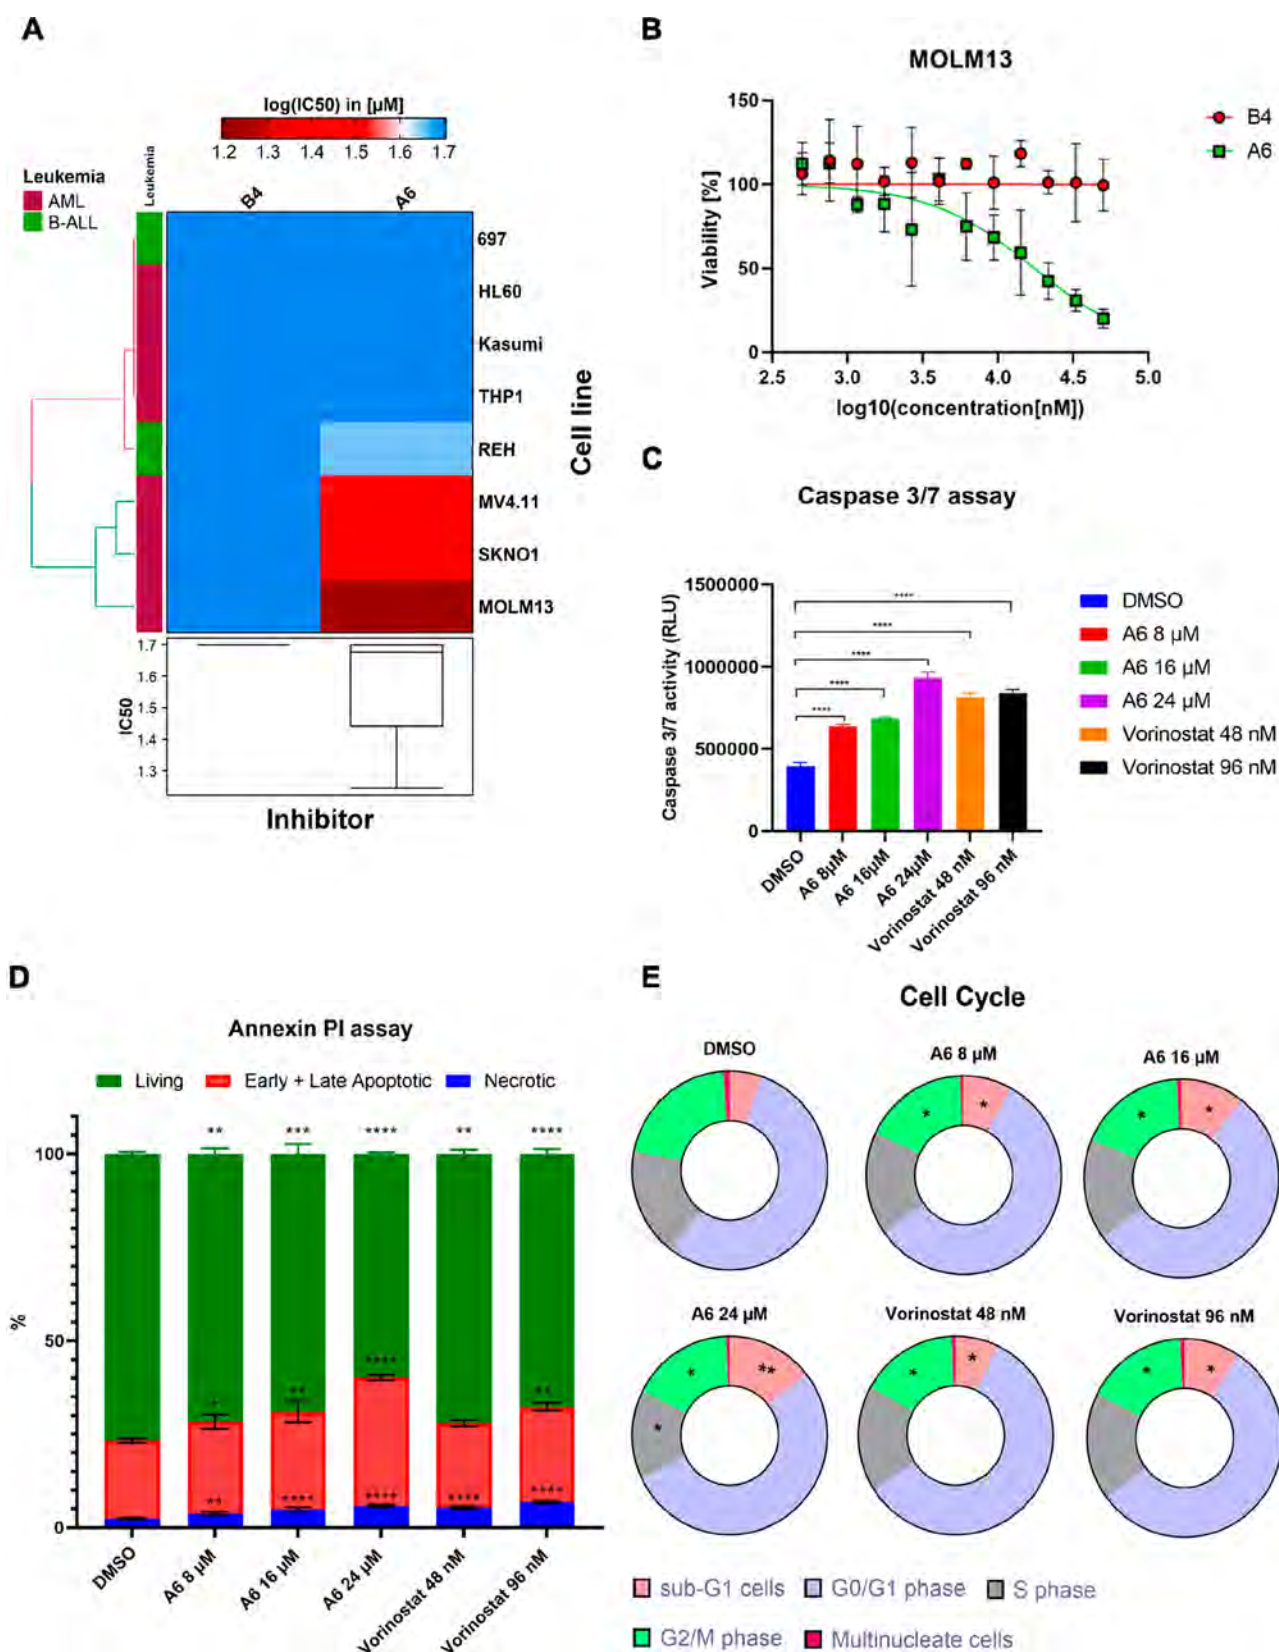 A
log(IC50) in [µM]
1.2 1.3 1.4 1.5 1.6 1.7
Leukemia
AML
B-ALL
Leukemia
B4 A6
697
HL60
Kasumi
THP1
REH
MV4.11
SKNO1
MOLM13
Cell line
IC50
1.7
1.6
1.5
1.4
1.3
Inhibitor
B
MOLM13
Viability [%]
150
100
50
0
2.5 3.0 3.5 4.0 4.5 5.0
log10(concentration[nM])
B4
A6
C
Caspase 3/7 assay
Caspase 3/7 activity (RLU)
1500000
1000000
500000
0
****
****
****
****
****
DMSO
A6 8µM
A6 16µM
A6 24µM
Vorinostat 48 nM
Vorinostat 96 nM
DMSO
A6 8 µM
A6 16 µM
A6 24 µM
Vorinostat 48 nM
Vorinostat 96 nM
D
Annexin PI assay
Living Early + Late Apoptotic Necrotic
%
100
50
0
** *** **** ** ****
* ** **** **
** **** **** **** ****
DMSO
A6 8 µM
A6 16 µM
A6 24 µM
Vorinostat 48 nM
Vorinostat 96 nM
E
Cell Cycle
DMSO A6 8 µM A6 16 µM
* * * *
A6 24 µM Vorinostat 48 nM Vorinostat 96 nM
* ** * * * *
*
sub-G1 cells G0/G1 phase S phase
G2/M phase Multinucleate cells